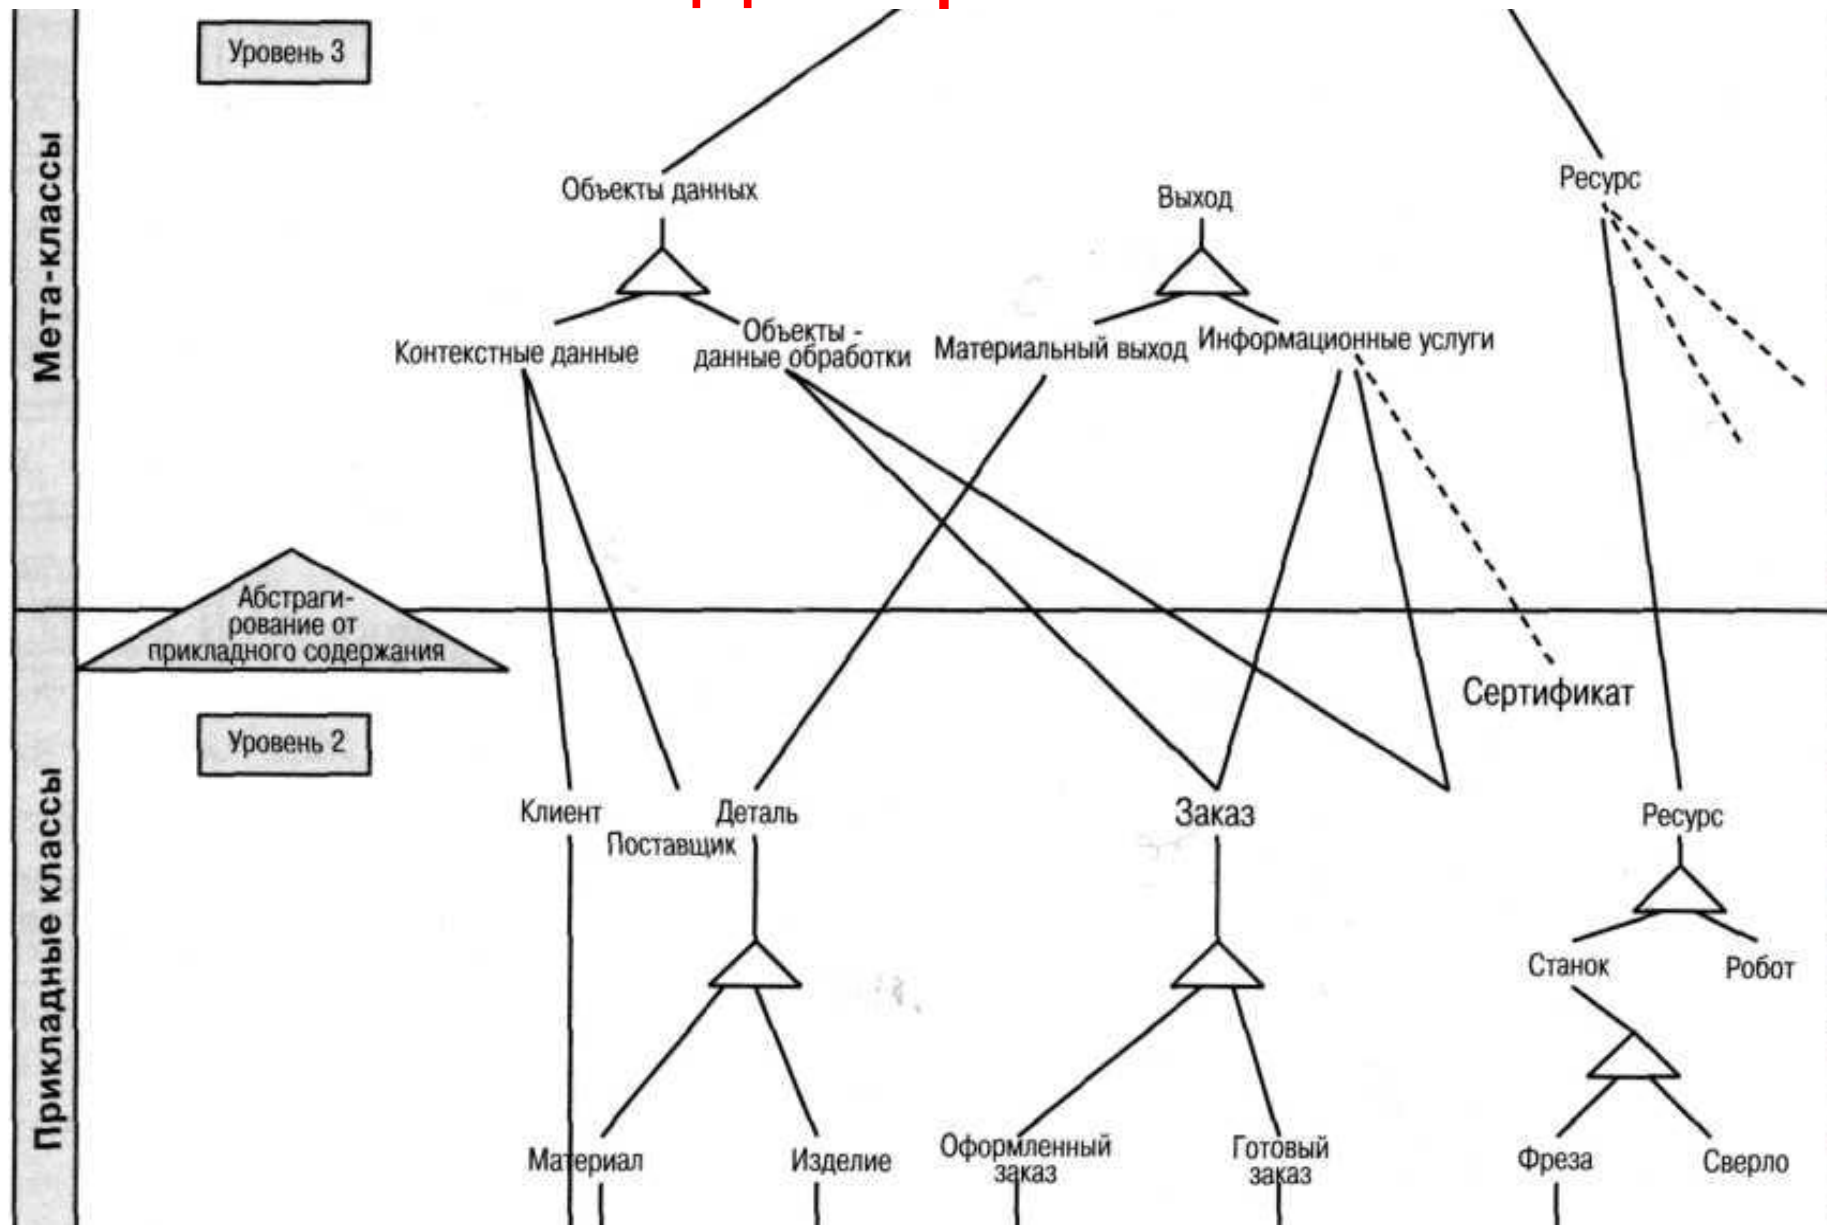 Уровень 3
Мета-классы
Объекты данных
Выход
Ресурс
Контекстные данные
Объекты -
данные обработки
Материальный выход
Информационные услуги
Абстраги-
рование от
прикладного содержания
Сертификат
Уровень 2
Прикладные классы
Клиент
Поставщик
Деталь
Заказ
Ресурс
Станок
Робот
Материал
Изделие
Оформленный
заказ
Готовый
заказ
Фреза
Сверло